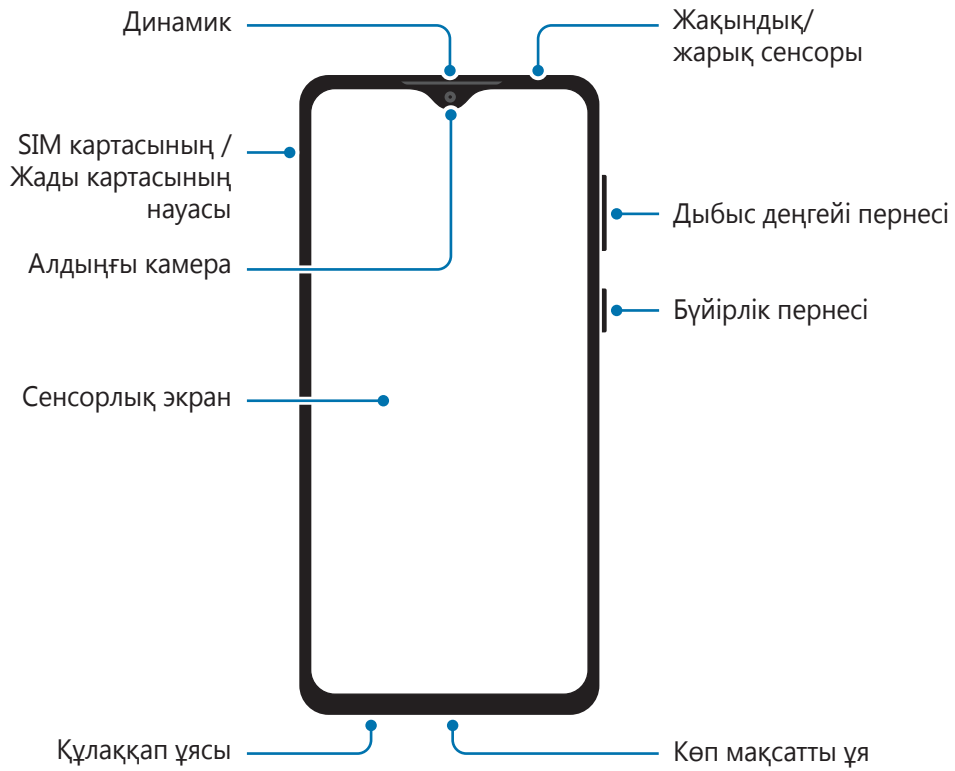 Динамик
Жақындық/
жарық сенсоры
SIM картасының /
Жады картасының
науасы
Дыбыс деңгейі пернесі
Алдыңғы камера
Бүйірлік пернесі
Сенсорлық экран
Құлаққап ұясы
Көп мақсатты ұя